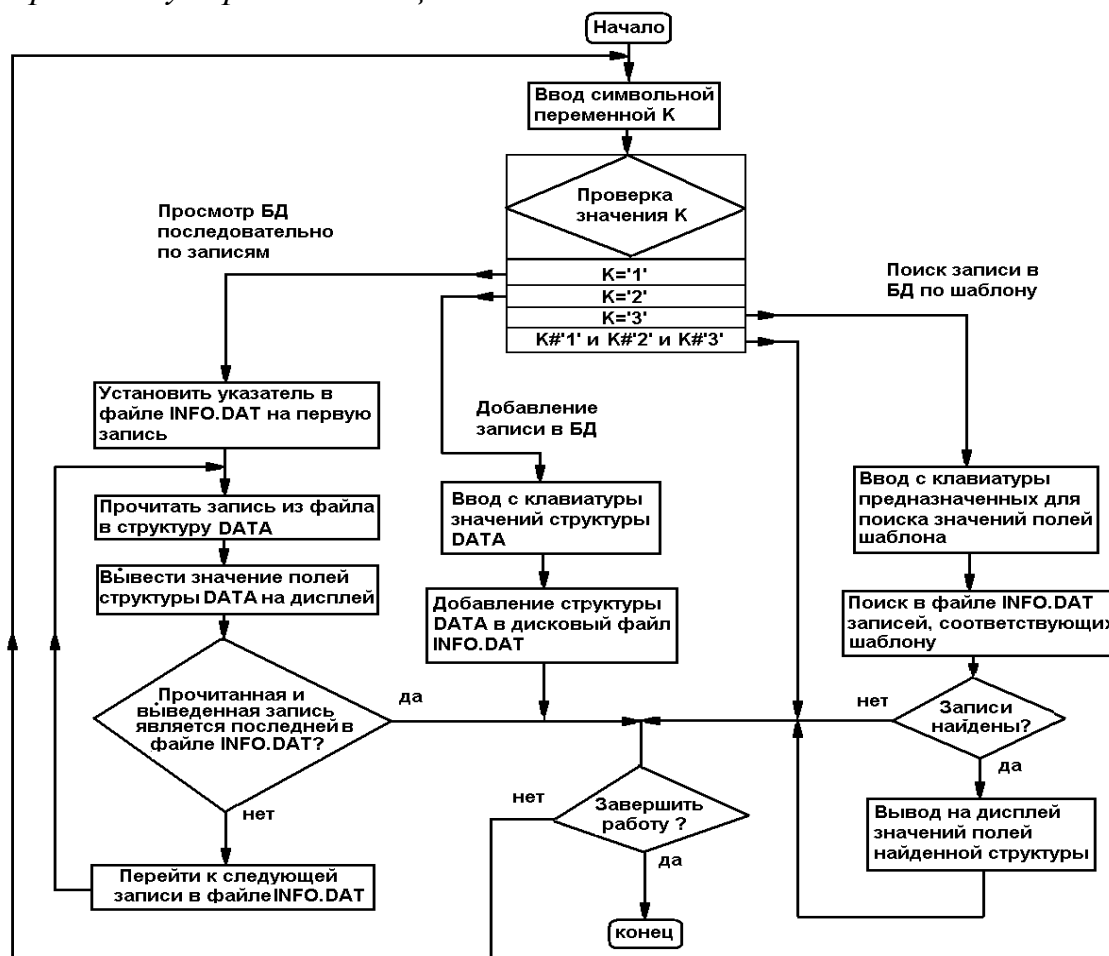 Начало
Ввод символьной
переменной K
Проверка
значения K
K='1'
K='2'
K='3'
K#'1' и K#'2' и K#'3'
Просмотр БД
последовательно
по записям
Установить указатель в
файле INFO.DAT на первую
запись
Прочитать запись из файла
в структуру DATA
Вывести значение полей
структуры DATA на дисплей
Прочитанная и
выведенная запись
является последней в
файле INFO.DAT?
да
нет
Перейти к следующей
записи в файле INFO.DAT
Добавление
записи в БД
Ввод с клавиатуры
значений структуры
DATA
Добавление структуры
DATA в дисковый файл
INFO.DAT
Поиск записи в
БД по шаблону
Ввод с клавиатуры
предназначенных для
поиска значений полей
шаблона
Поиск в файле INFO.DAT
записей, соответствующих
шаблону
нет
Записи
найдены?
да
Вывод на дисплей
значений полей
найденной структуры
нет
Завершить
работу ?
да
конец